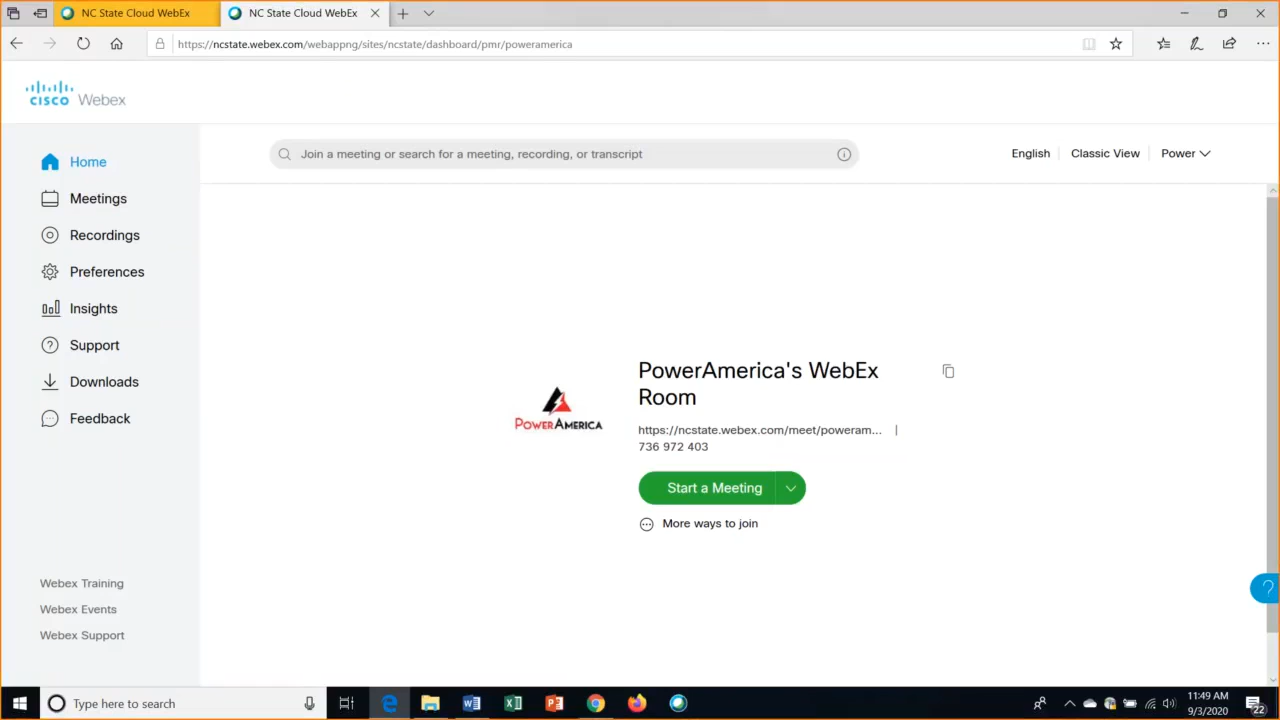 NC State Cloud WebEx
NC State Cloud WebEx
https://ncstate.webex.com/webappng/sites/ncstate/dashboard/pmr/poweramerica
CISCO Webex
Join a meeting or search for a meeting, recording, or transcript
English
Classic View
Power
Home
Meetings
Recordings
Preferences
Insights
Support
Downloads
Feedback
POWERAMERICA
PowerAmerica's WebEx
Room
https://ncstate.webex.com/meet/poweram... |
736 972 403
Start a Meeting
More ways to join
?
Webex Training
Webex Events
Webex Support
Type here to search
11:49 AM
9/3/2020
22